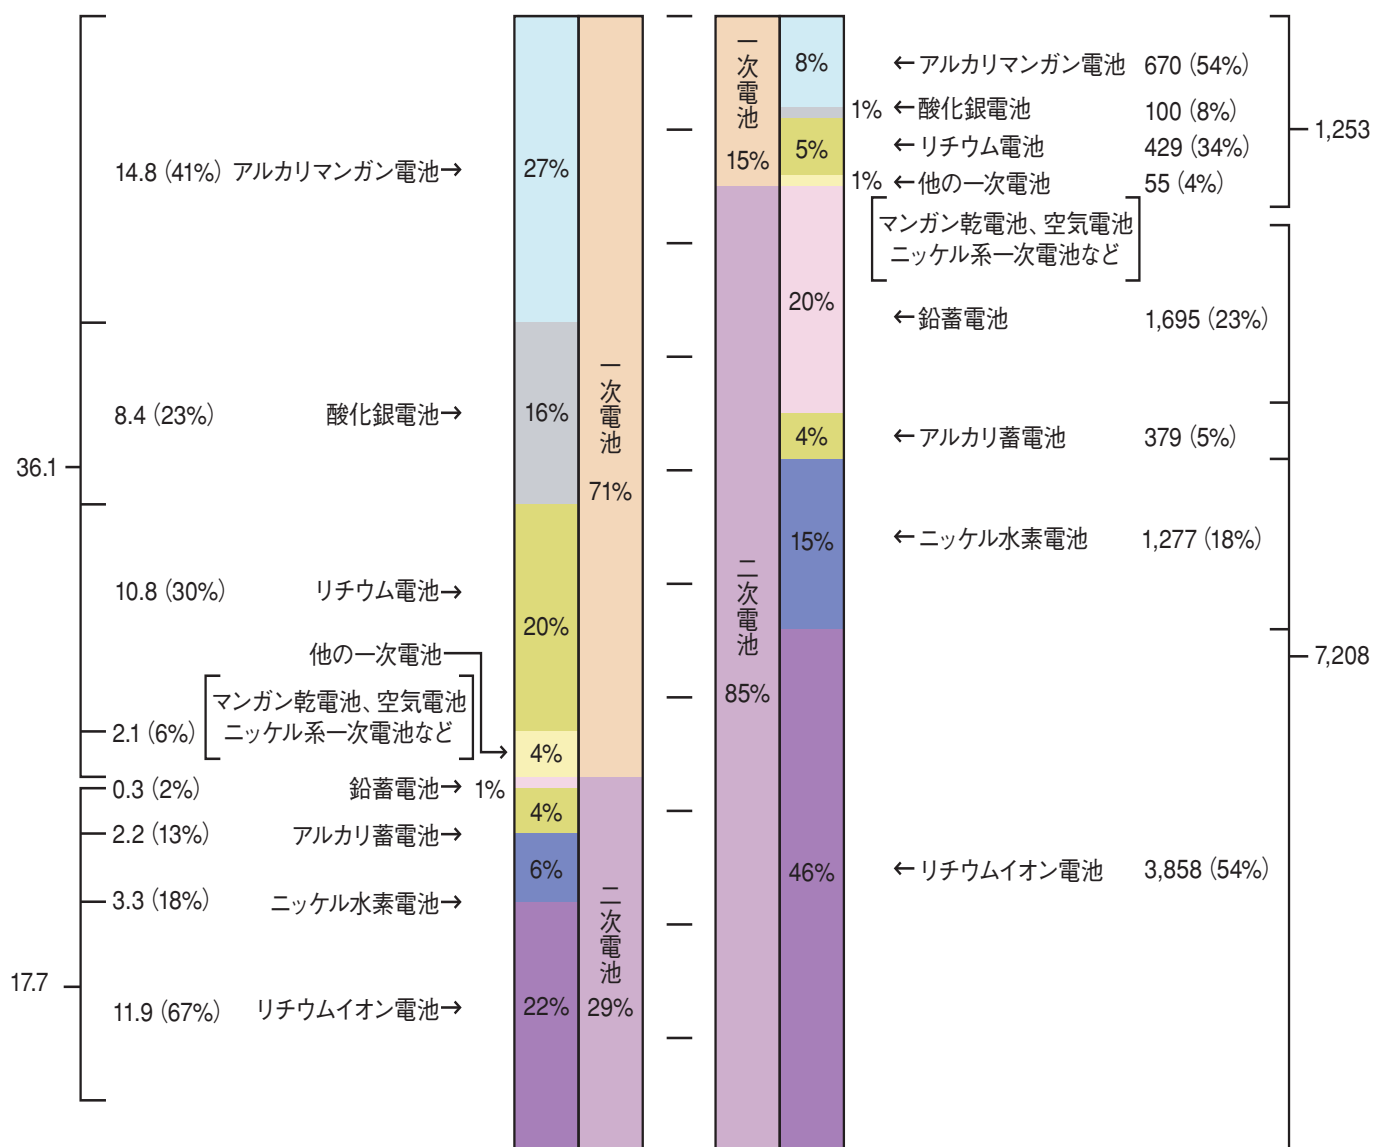 14.8 (41%) アルカリマンガン電池→
27%
8.4 (23%) 酸化銀電池→
16%
36.1
10.8 (30%) リチウム電池→
20%
他の一次電池
マンガン乾電池、空気電池
ニッケル系一次電池など
2.1 (6%)
4%
一次電池
71%
0.3 (2%) 鉛蓄電池→ 1%
2.2 (13%) アルカリ蓄電池→
4%
3.3 (18%) ニッケル水素電池→
6%
17.7
11.9 (67%) リチウムイオン電池→
22%
二次電池
29%
一次電池
15%
8%
←アルカリマンガン電池 670 (54%)
1% ←酸化銀電池 100 (8%)
1,253
5%
←リチウム電池 429 (34%)
1% ←他の一次電池 55 (4%)
マンガン乾電池、空気電池
ニッケル系一次電池など
20%
←鉛蓄電池 1,695 (23%)
4%
←アルカリ蓄電池 379 (5%)
15%
←ニッケル水素電池 1,277 (18%)
二次電池
85%
7,208
46%
←リチウムイオン電池 3,858 (54%)